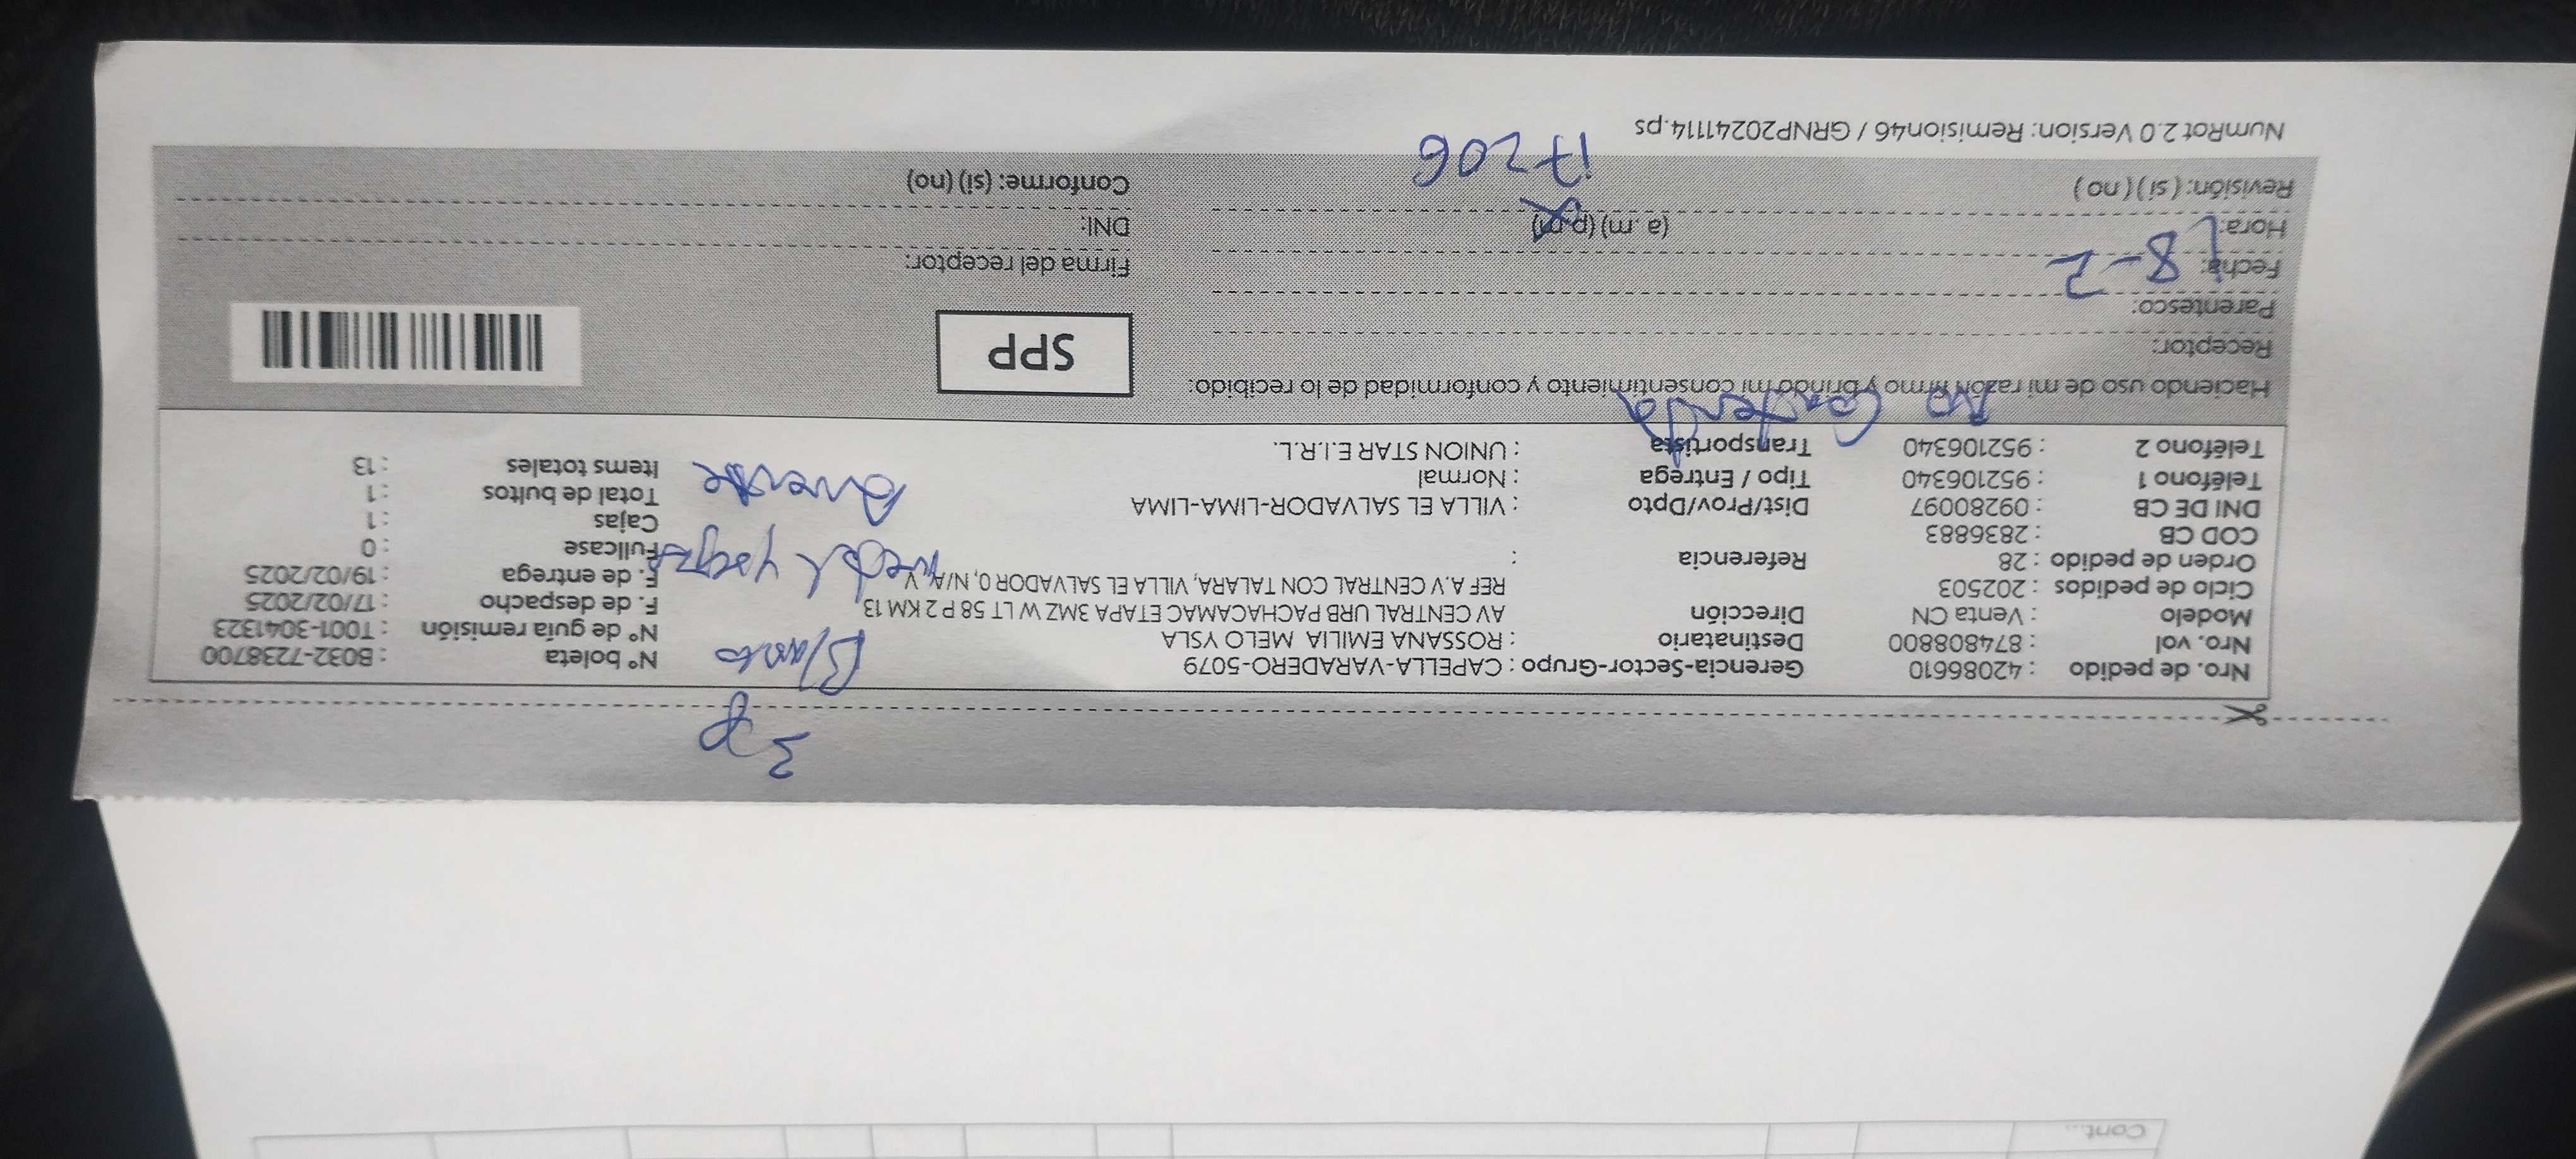 Cont...
3 P
Nro. de pedido : 42086610
Nro. vol : 874808800
Modelo : Venta CN
Ciclo de pedidos : 202503
Orden de pedido : 28
COD CB : 2836883
DNI DE CB : 09280097
Teléfono 1 : 952106340
Teléfono 2 : 952106340
Gerencia-Sector-Grupo : CAPELLA-VARADERO-5079
Destinatario : ROSSANA EMILIA MELO YSLA
Dirección AV CENTRAL URB PACHACAMAC ETAPA 3MZ W LT 58 P 2 KM 13
REF A.V CENTRAL CON TALARA, VILLA EL SALVADOR 0, N/A, V
Referencia :
Dist/Prov/Dpto : VILLA EL SALVADOR-LIMA-LIMA
Tipo / Entrega : Normal
Transportista : UNION STAR E.I.R.L.
Blanco
N° boleta : B032-7238700
N° de guía remisión : T001-3041323
F. de despacho : 17/02/2025
F. de entrega : 19/02/2025
Fullcase : 0
Cajas : 1
Total de bultos : 1
Items totales : 13
no contesta
Haciendo uso de mi razón firmo y brindo mi consentimiento y conformidad de lo recibido:
Receptor:
Parentesco:
Fecha: 18-2
Hora: (a.m) (p.m)
Revisión: (si) (no)
17206
SPP
Firma del receptor:
DNI:
Conforme: (si) (no)
NumRot 2.0 Version: Remision46 / GRNP20241114.ps